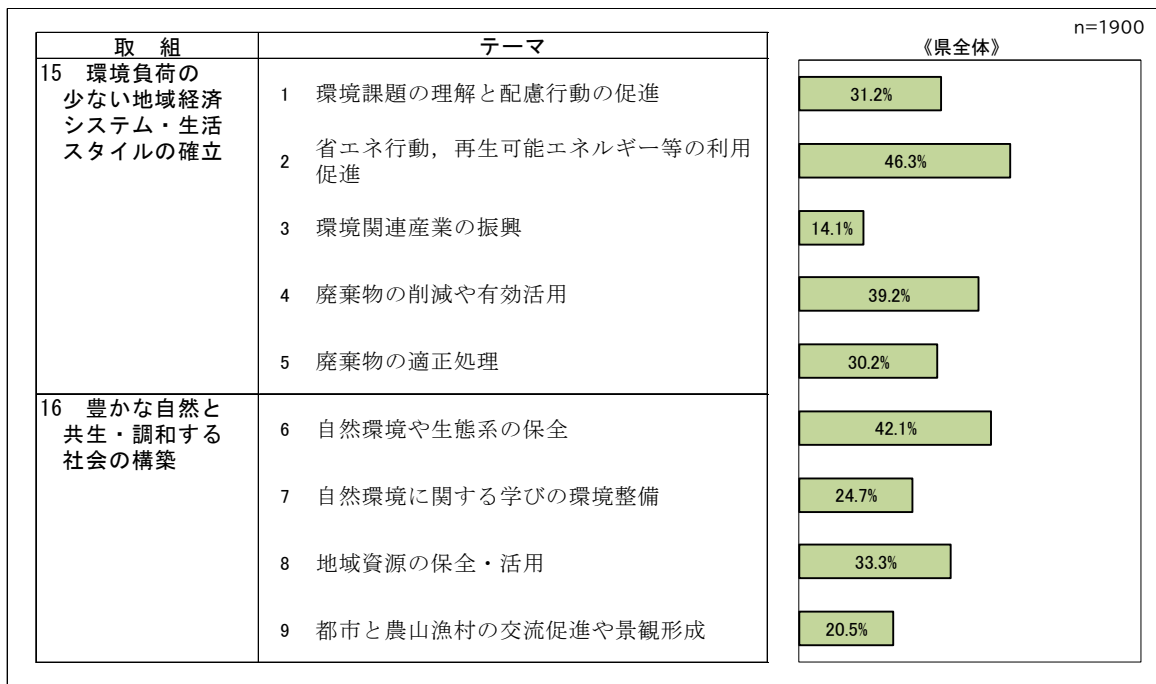 n=1900
取 組
テーマ
《県全体》
15 環境負荷の
少ない地域経済
システム・生活
スタイルの確立
1 環境課題の理解と配慮行動の促進
31.2%
2 省エネ行動，再生可能エネルギー等の利用
促進
46.3%
3 環境関連産業の振興
14.1%
4 廃棄物の削減や有効活用
39.2%
5 廃棄物の適正処理
30.2%
16 豊かな自然と
共生・調和する
社会の構築
6 自然環境や生態系の保全
42.1%
7 自然環境に関する学びの環境整備
24.7%
8 地域資源の保全・活用
33.3%
9 都市と農山漁村の交流促進や景観形成
20.5%